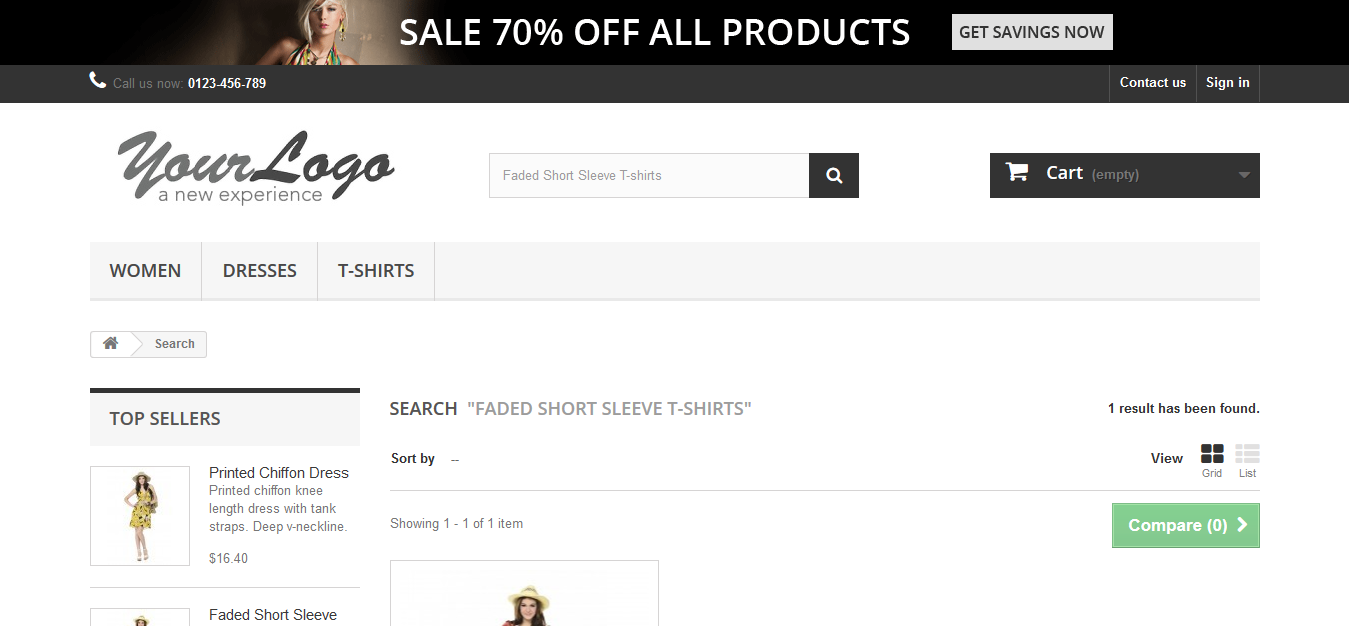 SALE 70% OFF ALL PRODUCTS GET SAVINGS NOW
Call us now: 0123-456-789 Contact us Sign in
YourLogo
a new experience
Faded Short Sleeve T-shirts
Cart (empty)
WOMEN DRESSES T-SHIRTS
Search
TOP SELLERS
Printed Chiffon Dress
Printed chiffon knee
length dress with tank
straps. Deep v-neckline.
$16.40
Faded Short Sleeve
SEARCH "FADED SHORT SLEEVE T-SHIRTS"
1 result has been found.
Sort by --
View
Grid List
Showing 1 - 1 of 1 item
Compare (0)